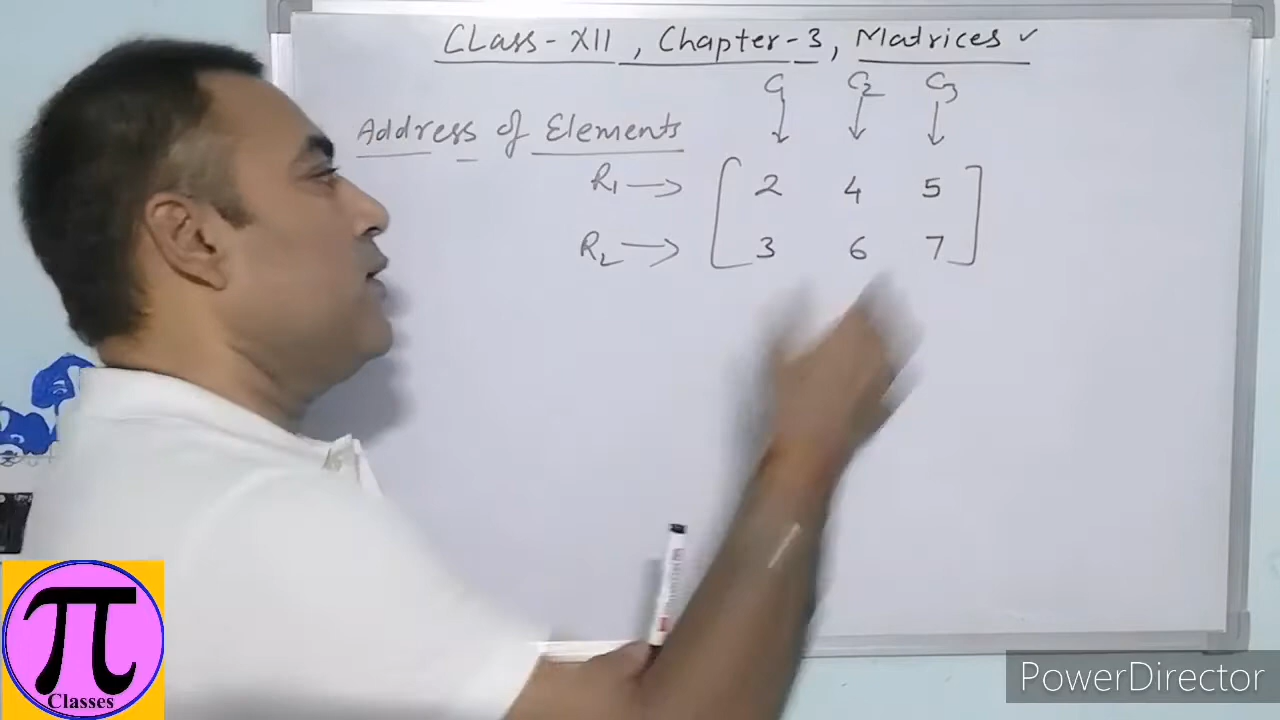 Class-XII, Chapter-3, Matrices ✓
C1 C2 C3
Address of Elements
R1 → [ 2 4 5 ]
R2 → [ 3 6 7 ]
π
Classes
PowerDirector